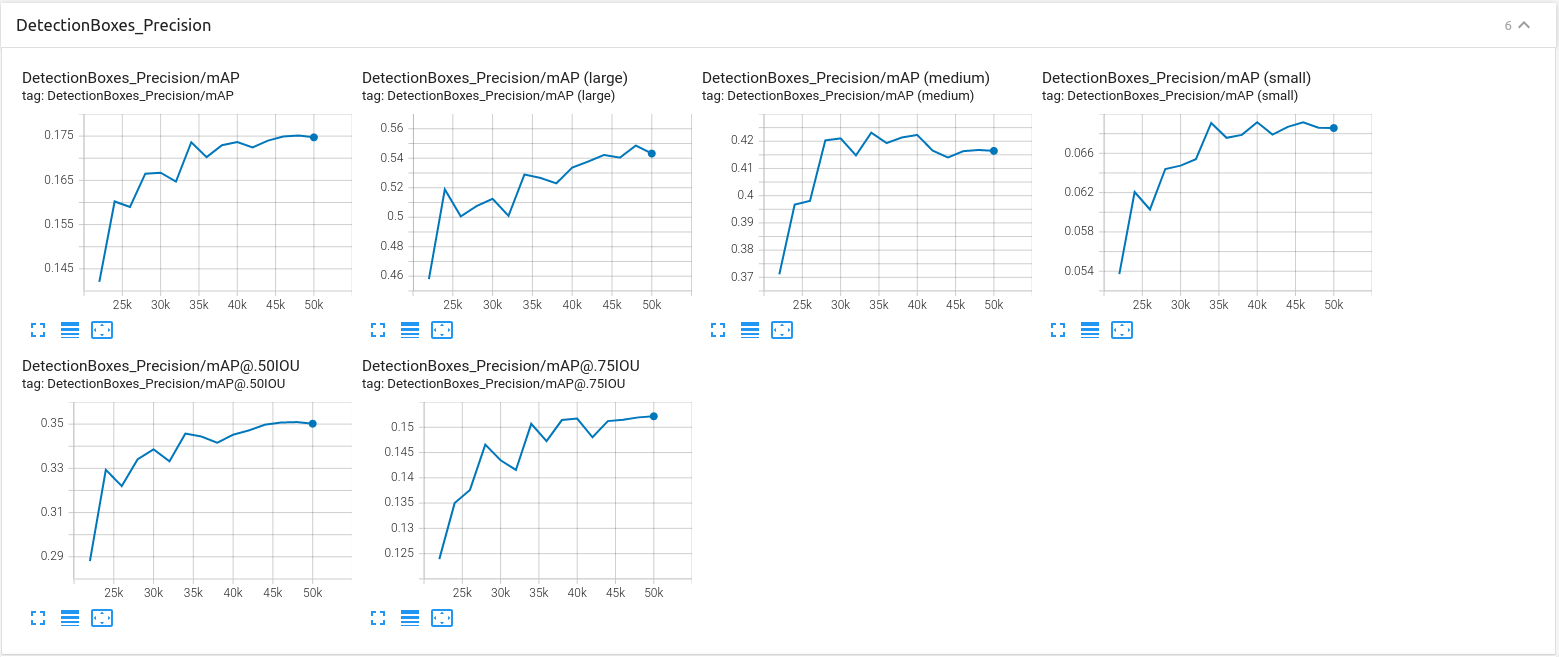 DetectionBoxes_Precision
6
DetectionBoxes_Precision/mAP
tag: DetectionBoxes_Precision/mAP
0.175
0.165
0.155
0.145
25k 30k 35k 40k 45k 50k
DetectionBoxes_Precision/mAP (large)
tag: DetectionBoxes_Precision/mAP (large)
0.56
0.54
0.52
0.5
0.48
0.46
25k 30k 35k 40k 45k 50k
DetectionBoxes_Precision/mAP (medium)
tag: DetectionBoxes_Precision/mAP (medium)
0.42
0.41
0.4
0.39
0.38
0.37
25k 30k 35k 40k 45k 50k
DetectionBoxes_Precision/mAP (small)
tag: DetectionBoxes_Precision/mAP (small)
0.066
0.062
0.058
0.054
25k 30k 35k 40k 45k 50k
DetectionBoxes_Precision/mAP@.50IOU
tag: DetectionBoxes_Precision/mAP@.50IOU
0.35
0.33
0.31
0.29
25k 30k 35k 40k 45k 50k
DetectionBoxes_Precision/mAP@.75IOU
tag: DetectionBoxes_Precision/mAP@.75IOU
0.15
0.145
0.14
0.135
0.13
0.125
25k 30k 35k 40k 45k 50k